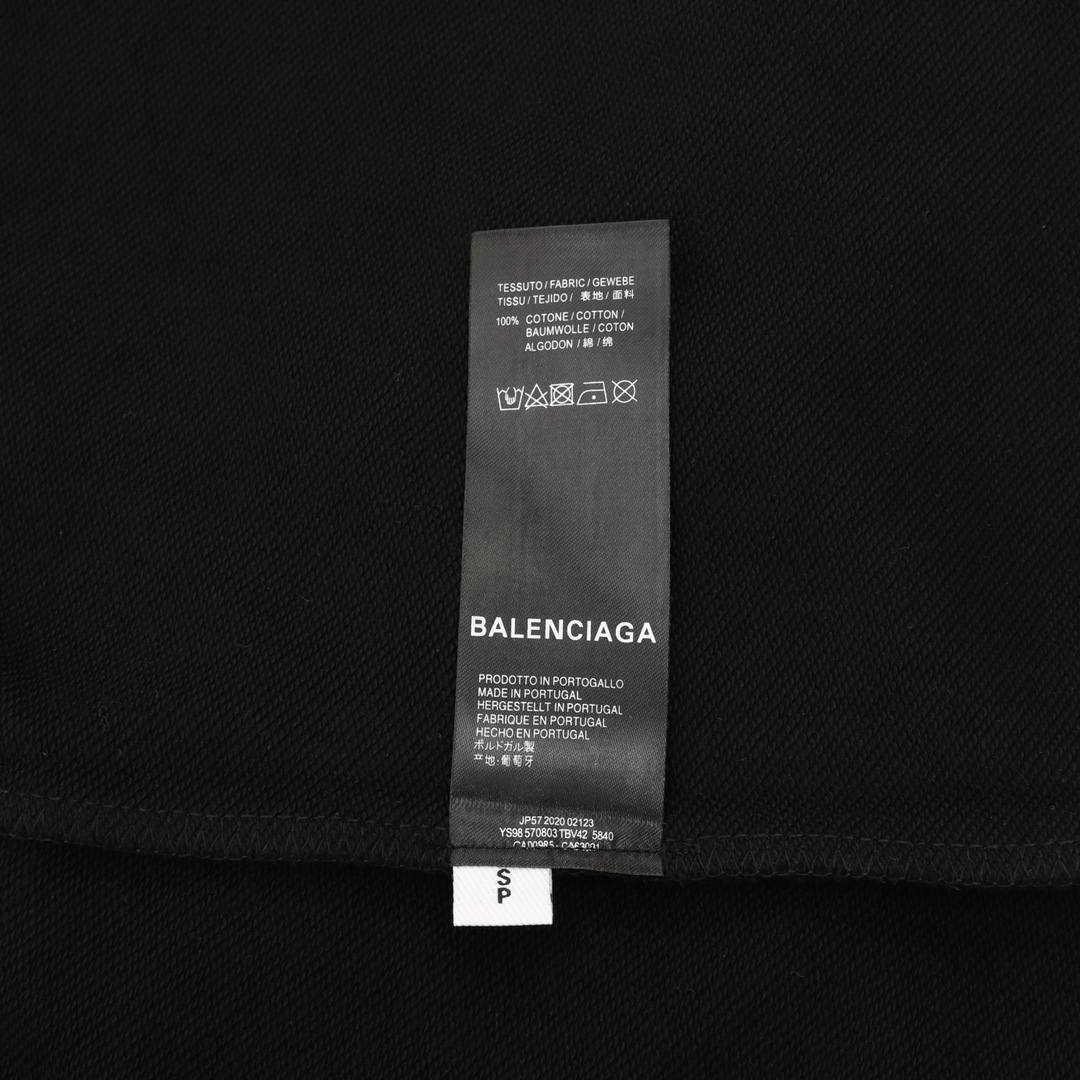 TESSUTO / FABRIC / GEWEBE
TISSU / TEJIDO / 表地 / 面料
100% COTONE / COTTON /
BAUMWOLLE / COTON
ALGODON / 綿 / 绵
BALENCIAGA
PRODOTTO IN PORTOGALLO
MADE IN PORTUGAL
HERGESTELLT IN PORTUGAL
FABRIQUE EN PORTUGAL
HECHO EN PORTUGAL
ポルトガル製
产地:葡萄牙
JP57 2020 02123
YS98 570803 TBV42 5840
CA00985 - CA63091
S
P